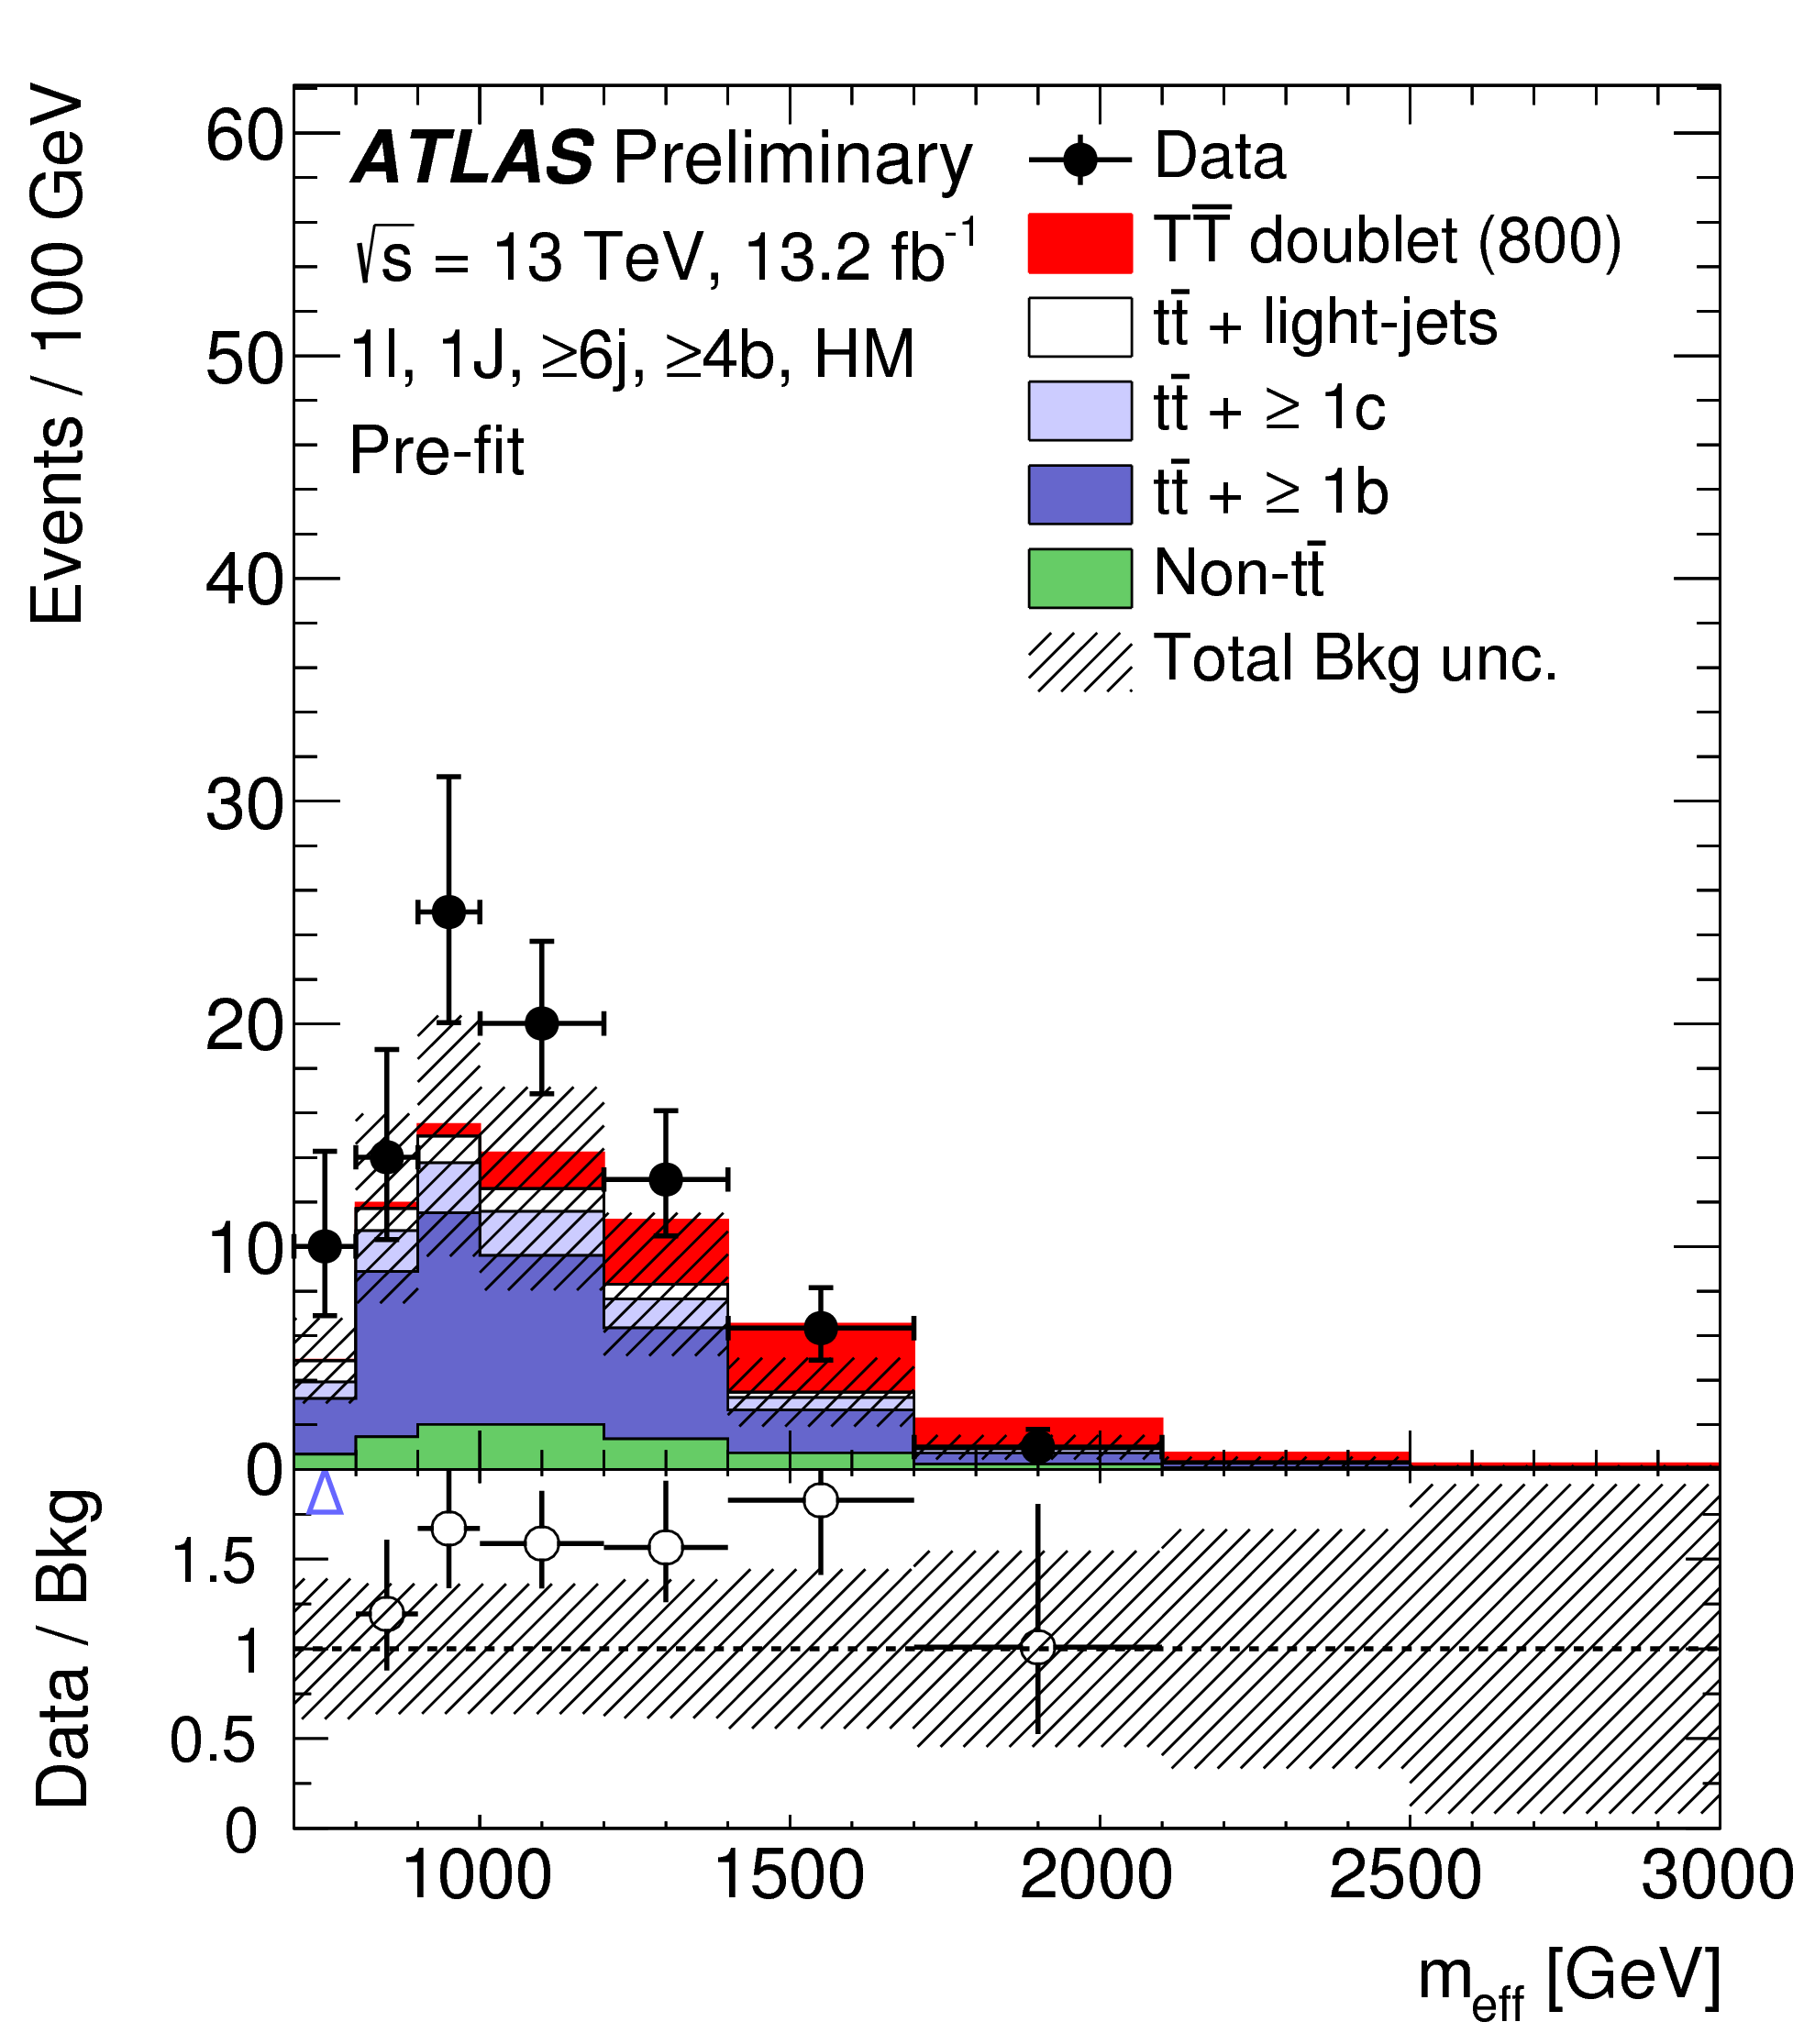 Events / 100 GeV
60
50
40
30
20
10
0
ATLAS Preliminary
√s = 13 TeV, 13.2 fb⁻¹
1l, 1J, ≥6j, ≥4b, HM
Pre-fit
Data
TT̅ doublet (800)
tt̄ + light-jets
tt̄ + ≥ 1c
tt̄ + ≥ 1b
Non-tt̄
Total Bkg unc.
Data / Bkg
1.5
1
0.5
0
1000 1500 2000 2500 3000
m_eff [GeV]